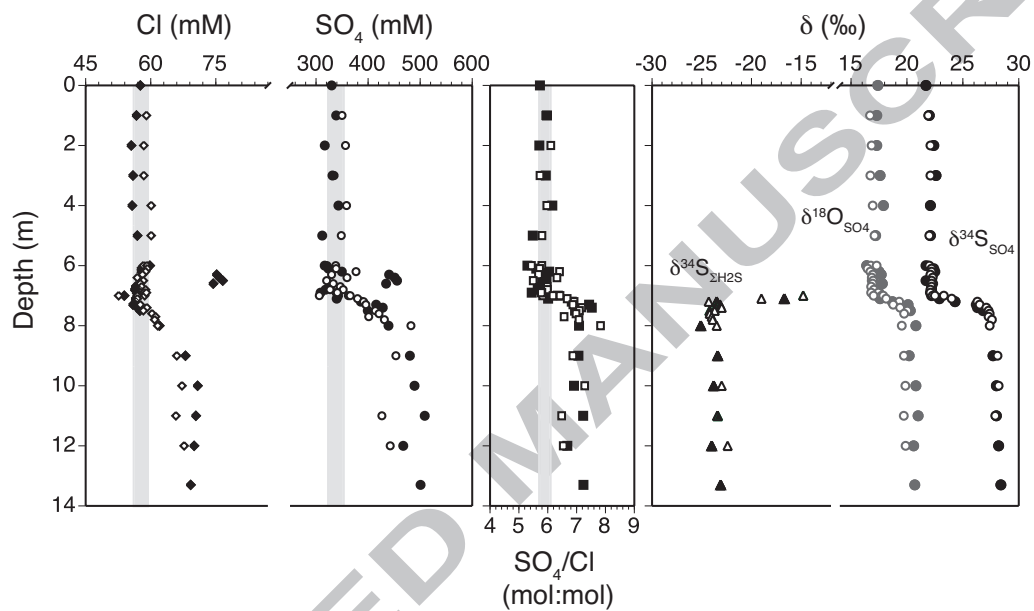 Cl (mM) SO4 (mM) δ (‰)
45 60 75 300 400 500 600 -30 -25 -20 -15 15 20 25 30
0
2
4
δ18OSO4
δ34SSO4
6
δ34SΣH2S
Depth (m)
8
10
12
14
4 5 6 7 8 9
SO4/Cl
(mol:mol)
ED MANUSCR